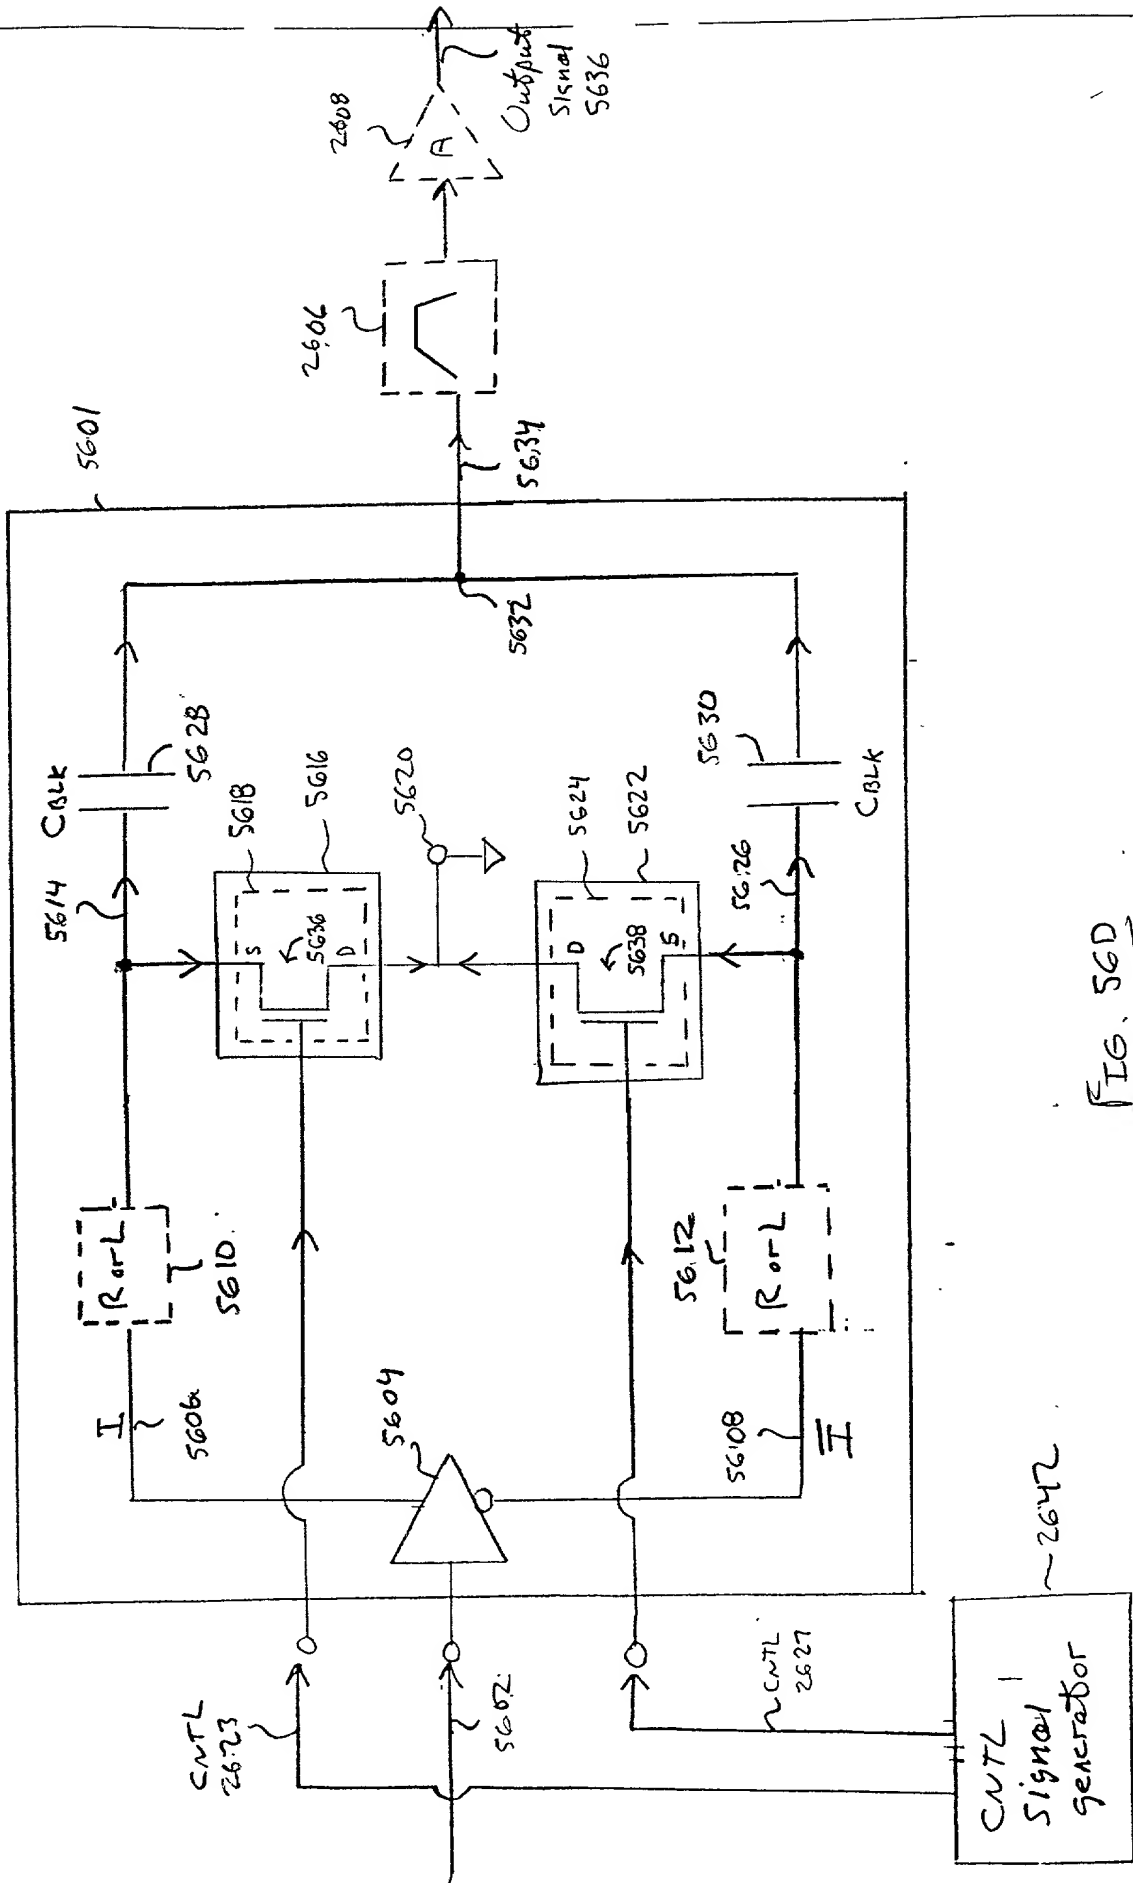 5601
2608
A
Output
Signal
5636
2606
5634
5632
CBLK
5628
5614
5618
5616
S
5636
D
5620
5624
5622
D
5638
S
5626
5630
CBLK
R or L
5610
5612
R or L
I
5606
5604
5608
I
CNTL
2623
5602
CNTL
2627
CNTL
Signal
generator
2642
FIG. 56D